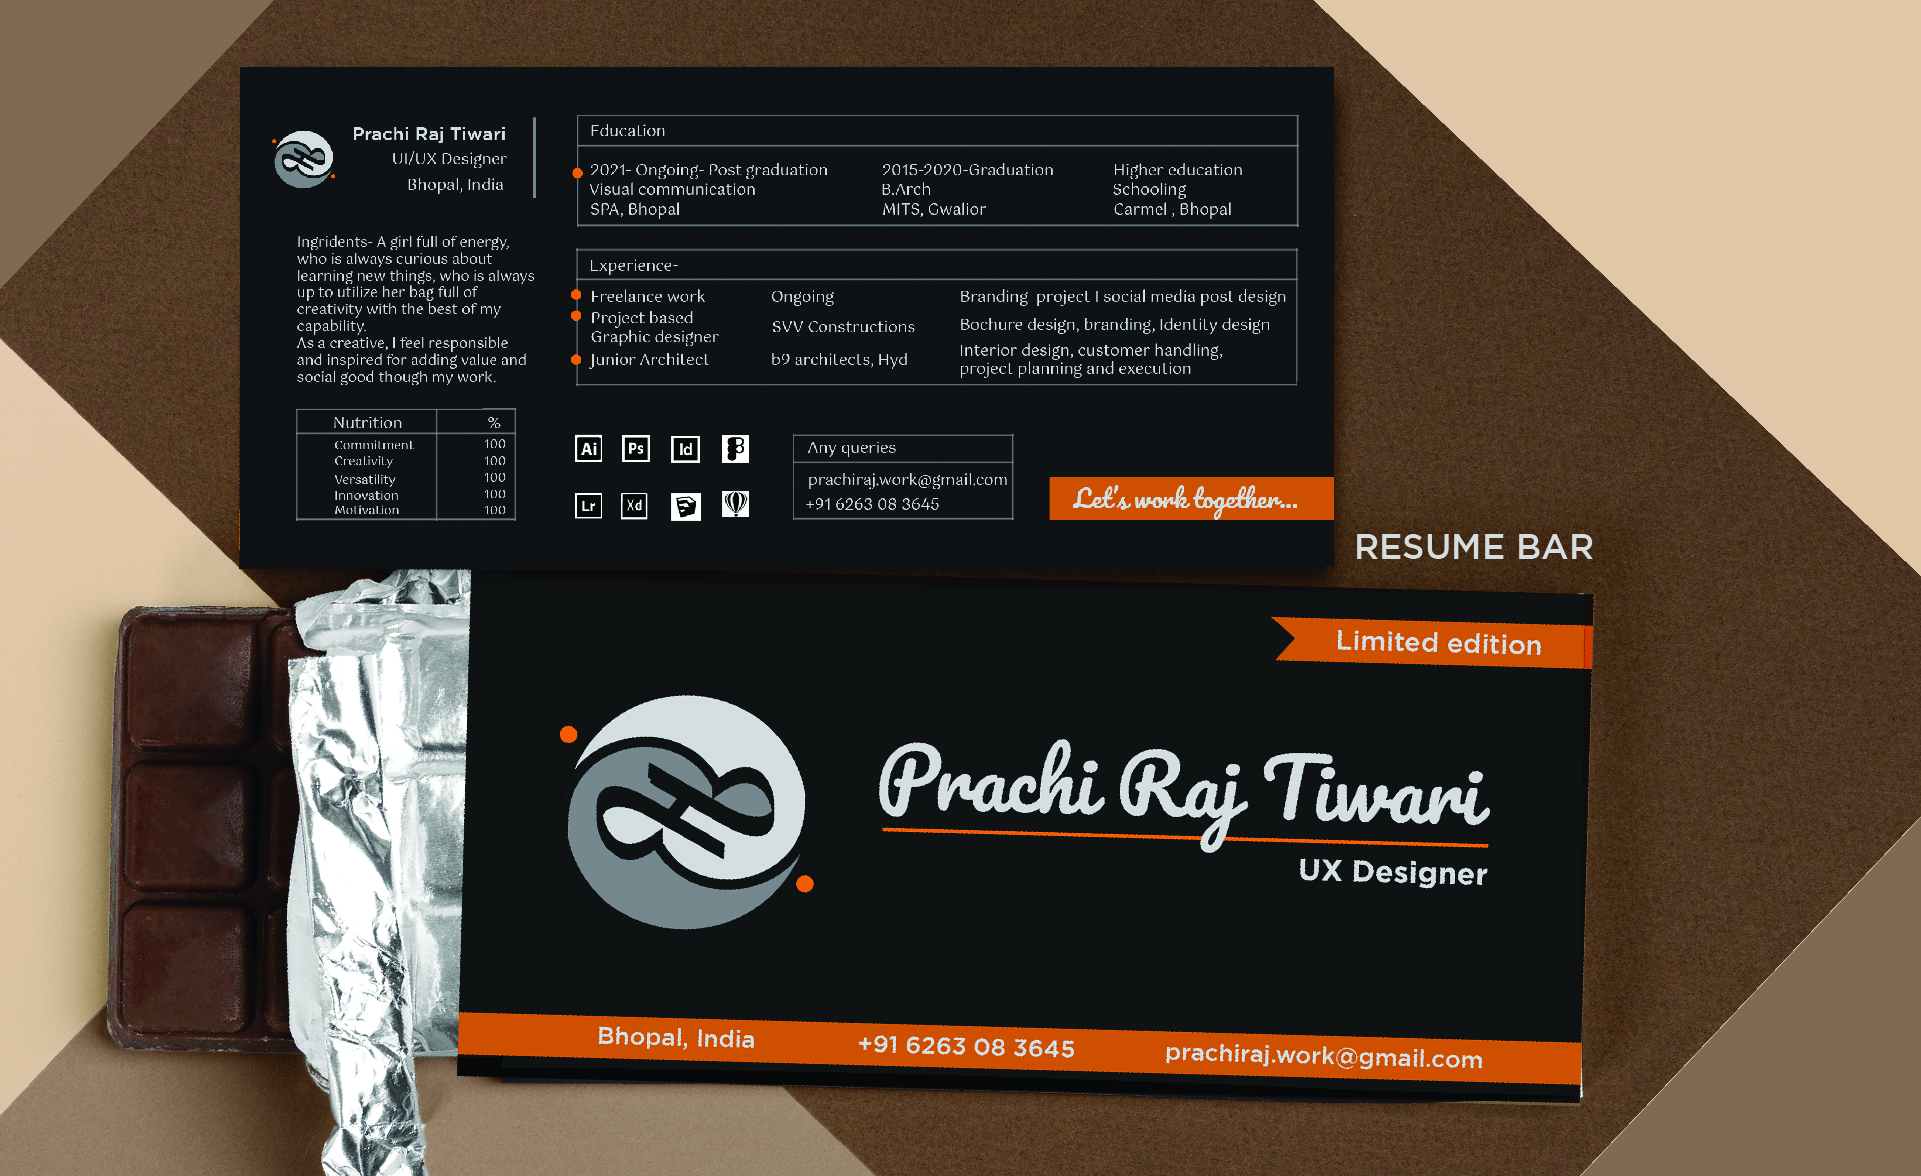 Prachi Raj Tiwari
UI/UX Designer
Bhopal, India
Ingridents- A girl full of energy,
who is always curious about
learning new things, who is always
up to utilize her bag full of
creativity with the best of my
capability.
As a creative, I feel responsible
and inspired for adding value and
social good though my work.
Nutrition %
Commitment 100
Creativity 100
Versatility 100
Innovation 100
Motivation 100
Education
2021- Ongoing- Post graduation
Visual communication
SPA, Bhopal
2015-2020-Graduation
B.Arch
MITS, Gwalior
Higher education
Schooling
Carmel , Bhopal
Experience-
Freelance work Ongoing Branding project I social media post design
Project based
Graphic designer
SVV Constructions
Bochure design, branding, Identity design
Junior Architect b9 architects, Hyd
Interior design, customer handling,
project planning and execution
Ai Ps Id
Lr Xd
Any queries
prachiraj.work@gmail.com
+91 6263 08 3645
Let's work together...
RESUME BAR
Limited edition
Prachi Raj Tiwari
UX Designer
Bhopal, India +91 6263 08 3645 prachiraj.work@gmail.com